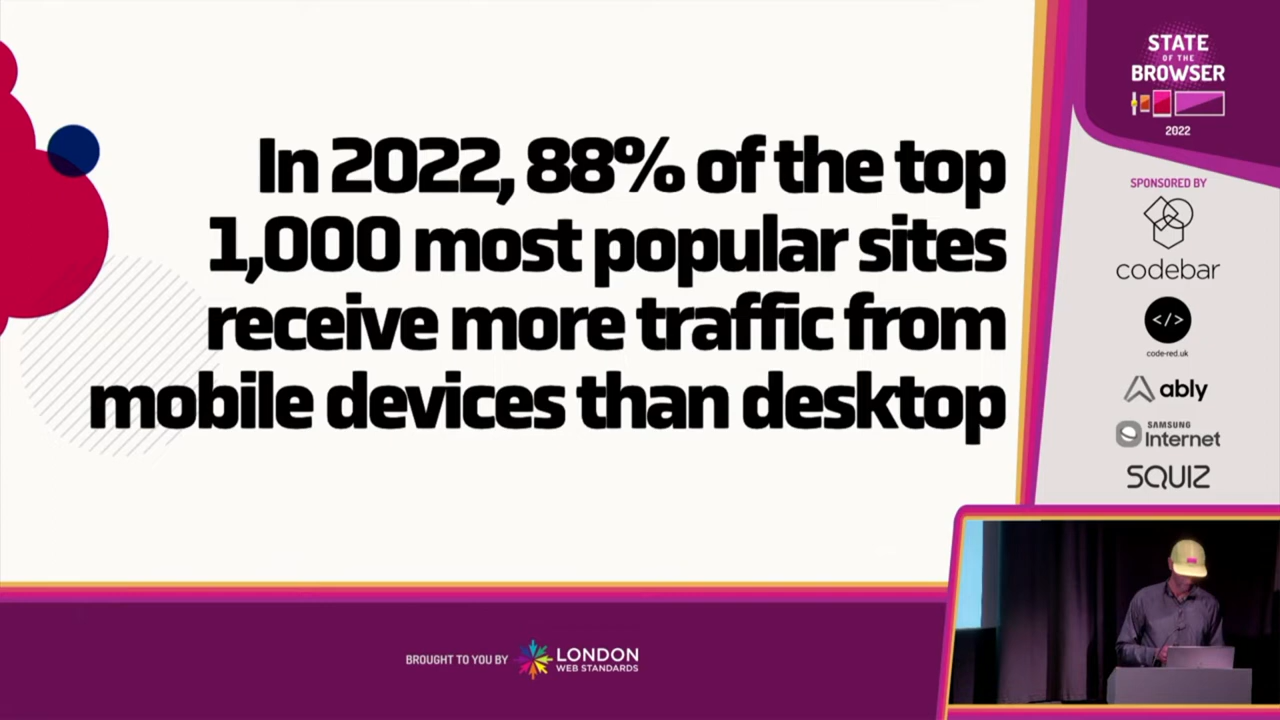 In 2022, 88% of the top
1,000 most popular sites
receive more traffic from
mobile devices than desktop
STATE
OF THE
BROWSER
2022
SPONSORED BY
codebar
</>
code-red.uk
ably
SAMSUNG
Internet
SQUIZ
BROUGHT TO YOU BY
LONDON
WEB STANDARDS